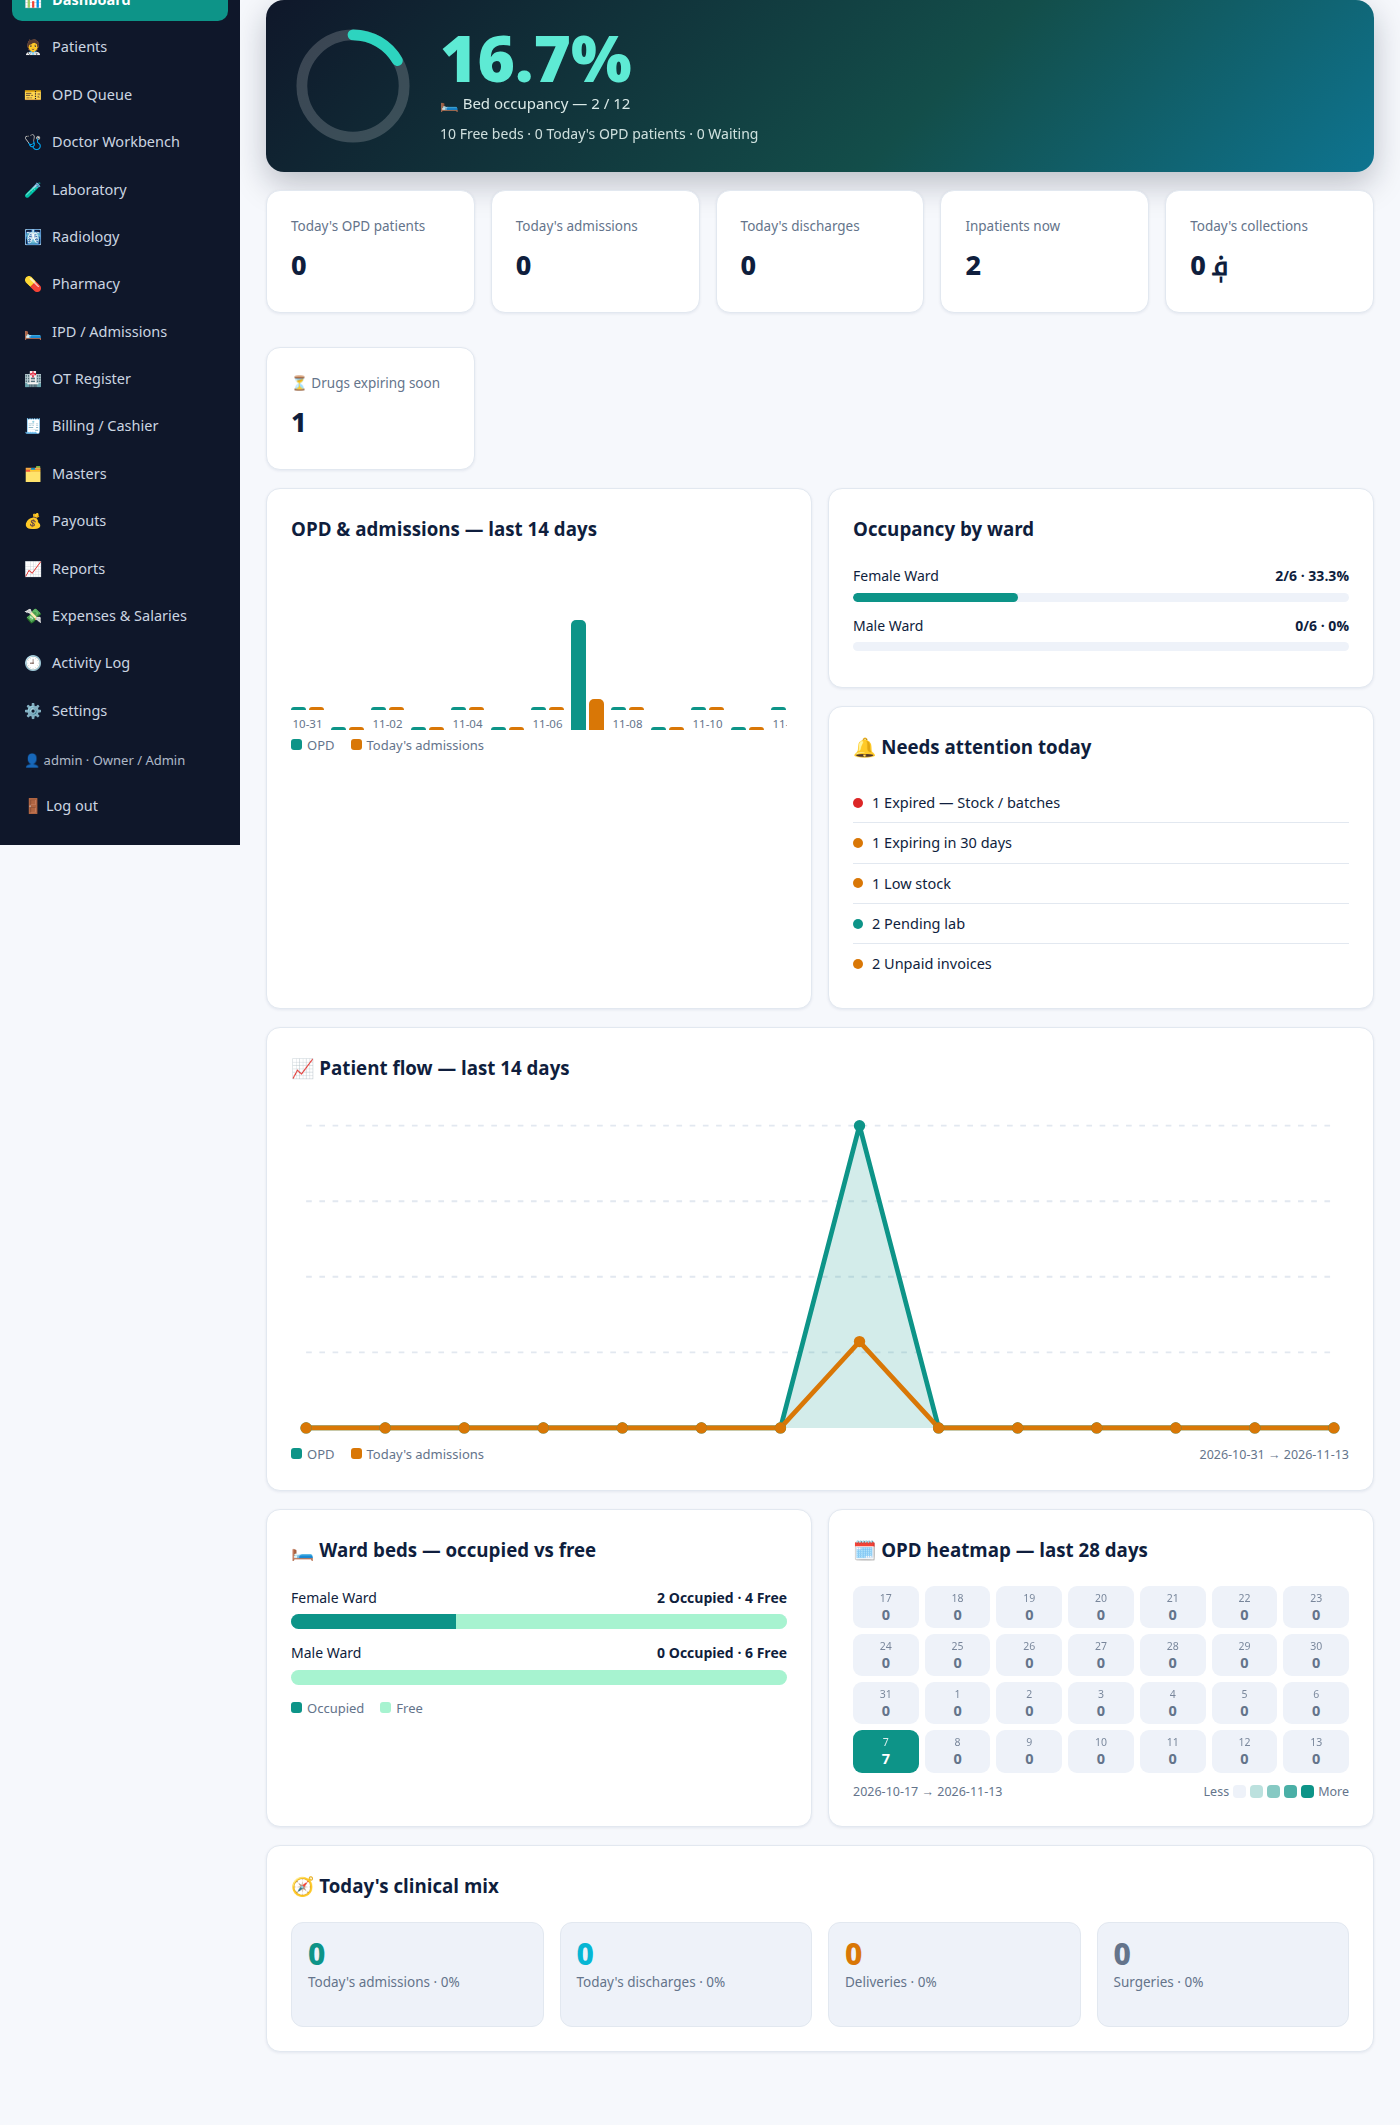 Dashboard
Patients
OPD Queue
Doctor Workbench
Laboratory
Radiology
Pharmacy
IPD / Admissions
OT Register
Billing / Cashier
Masters
Payouts
Reports
Expenses & Salaries
Activity Log
Settings
admin · Owner / Admin
Log out
16.7%
Bed occupancy — 2 / 12
10 Free beds · 0 Today's OPD patients · 0 Waiting
Today's OPD patients
0
Today's admissions
0
Today's discharges
0
Inpatients now
2
Today's collections
0 ؋
Drugs expiring soon
1
OPD & admissions — last 14 days
10-31 11-02 11-04 11-06 11-08 11-10 11-
OPD Today's admissions
Occupancy by ward
Female Ward 2/6 · 33.3%
Male Ward 0/6 · 0%
Needs attention today
1 Expired — Stock / batches
1 Expiring in 30 days
1 Low stock
2 Pending lab
2 Unpaid invoices
Patient flow — last 14 days
OPD Today's admissions 2026-10-31 → 2026-11-13
Ward beds — occupied vs free
Female Ward 2 Occupied · 4 Free
Male Ward 0 Occupied · 6 Free
Occupied Free
OPD heatmap — last 28 days
17 18 19 20 21 22 23
0 0 0 0 0 0 0
24 25 26 27 28 29 30
0 0 0 0 0 0 0
31 1 2 3 4 5 6
0 0 0 0 0 0 0
7 8 9 10 11 12 13
7 0 0 0 0 0 0
2026-10-17 → 2026-11-13 Less More
Today's clinical mix
0
Today's admissions · 0%
0
Today's discharges · 0%
0
Deliveries · 0%
0
Surgeries · 0%